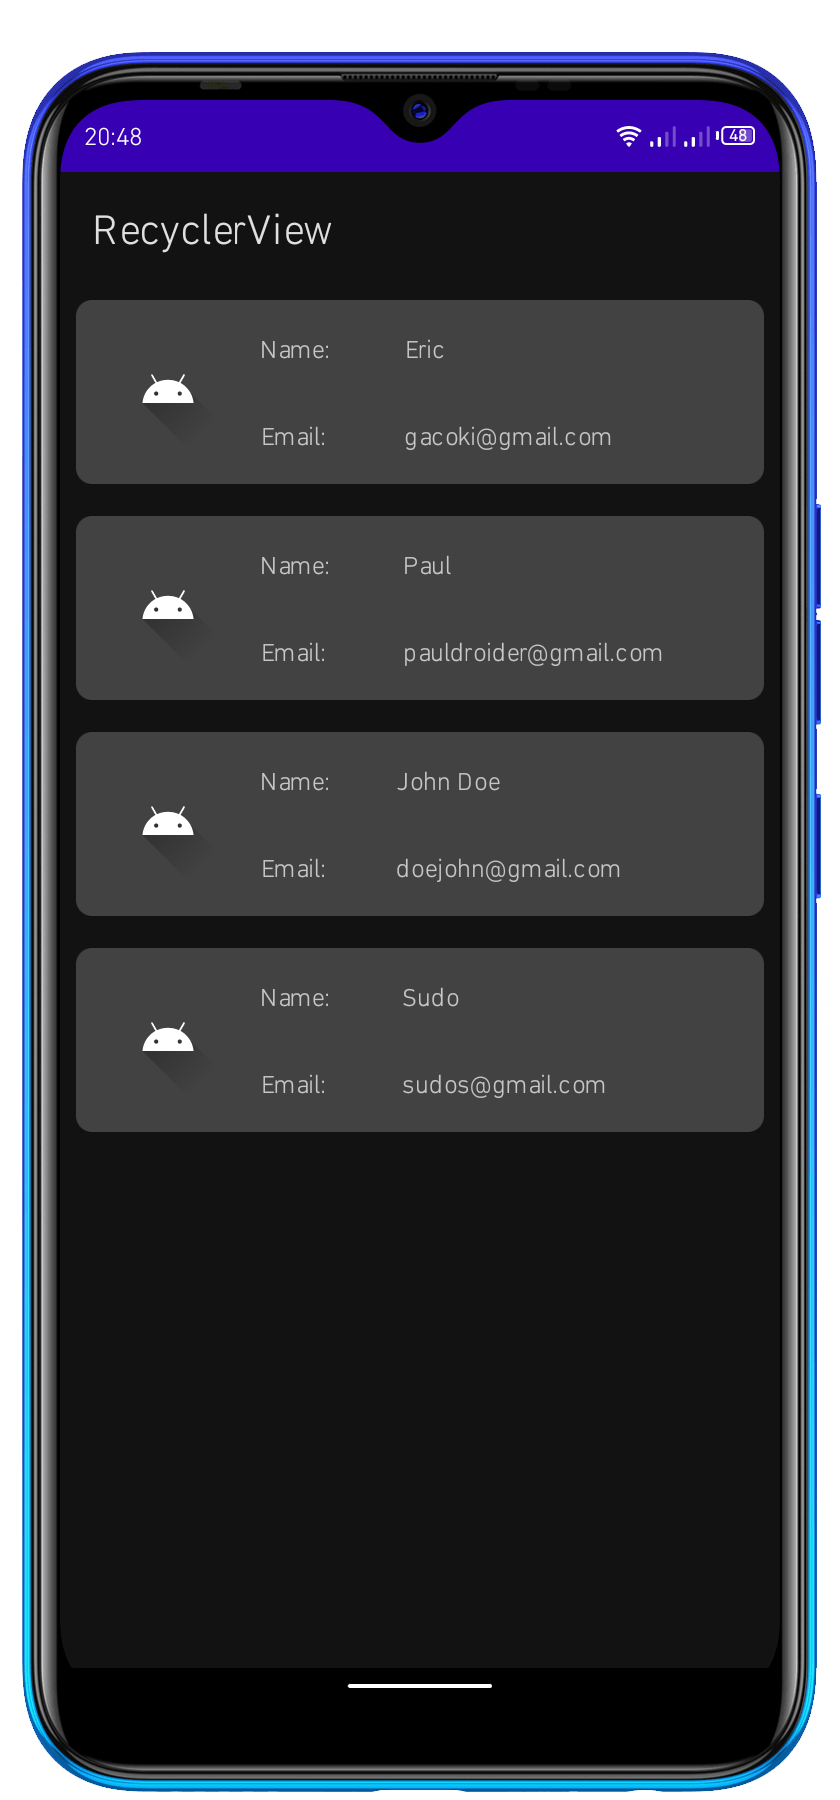 20:48 48
RecyclerView
Name: Eric
Email: gacoki@gmail.com
Name: Paul
Email: pauldroider@gmail.com
Name: John Doe
Email: doejohn@gmail.com
Name: Sudo
Email: sudos@gmail.com